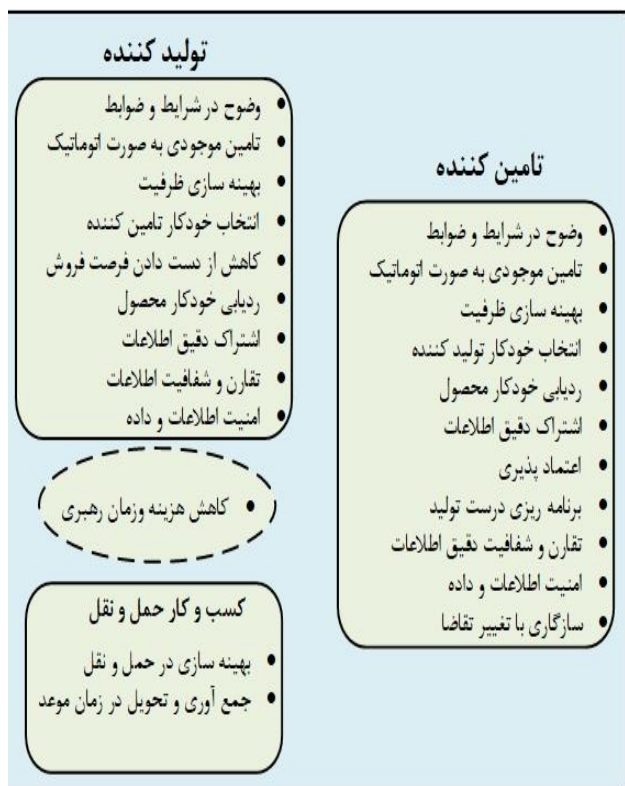 تامین کننده
• وضوح در شرایط و ضوابط
• تامین موجودی به صورت اتوماتیک
• بهینه سازی ظرفیت
• انتخاب خودکار تولید کننده
• ردیابی خودکار محصول
• اشتراک دقیق اطلاعات
• اعتماد پذیری
• برنامه ریزی درست تولید
• تقارن و شفافیت دقیق اطلاعات
• امنیت اطلاعات و داده
• سازگاری با تغییر تقاضا
تولید کننده
• وضوح در شرایط و ضوابط
• تامین موجودی به صورت اتوماتیک
• بهینه سازی ظرفیت
• انتخاب خودکار تامین کننده
• کاهش از دست دادن فرصت فروش
• ردیابی خودکار محصول
• اشتراک دقیق اطلاعات
• تقارن و شفافیت اطلاعات
• امنیت اطلاعات و داده
• کاهش هزینه وزمان رهبری
کسب و کار حمل و نقل
• بهینه سازی در حمل و نقل
• جمع آوری و تحویل در زمان موعد